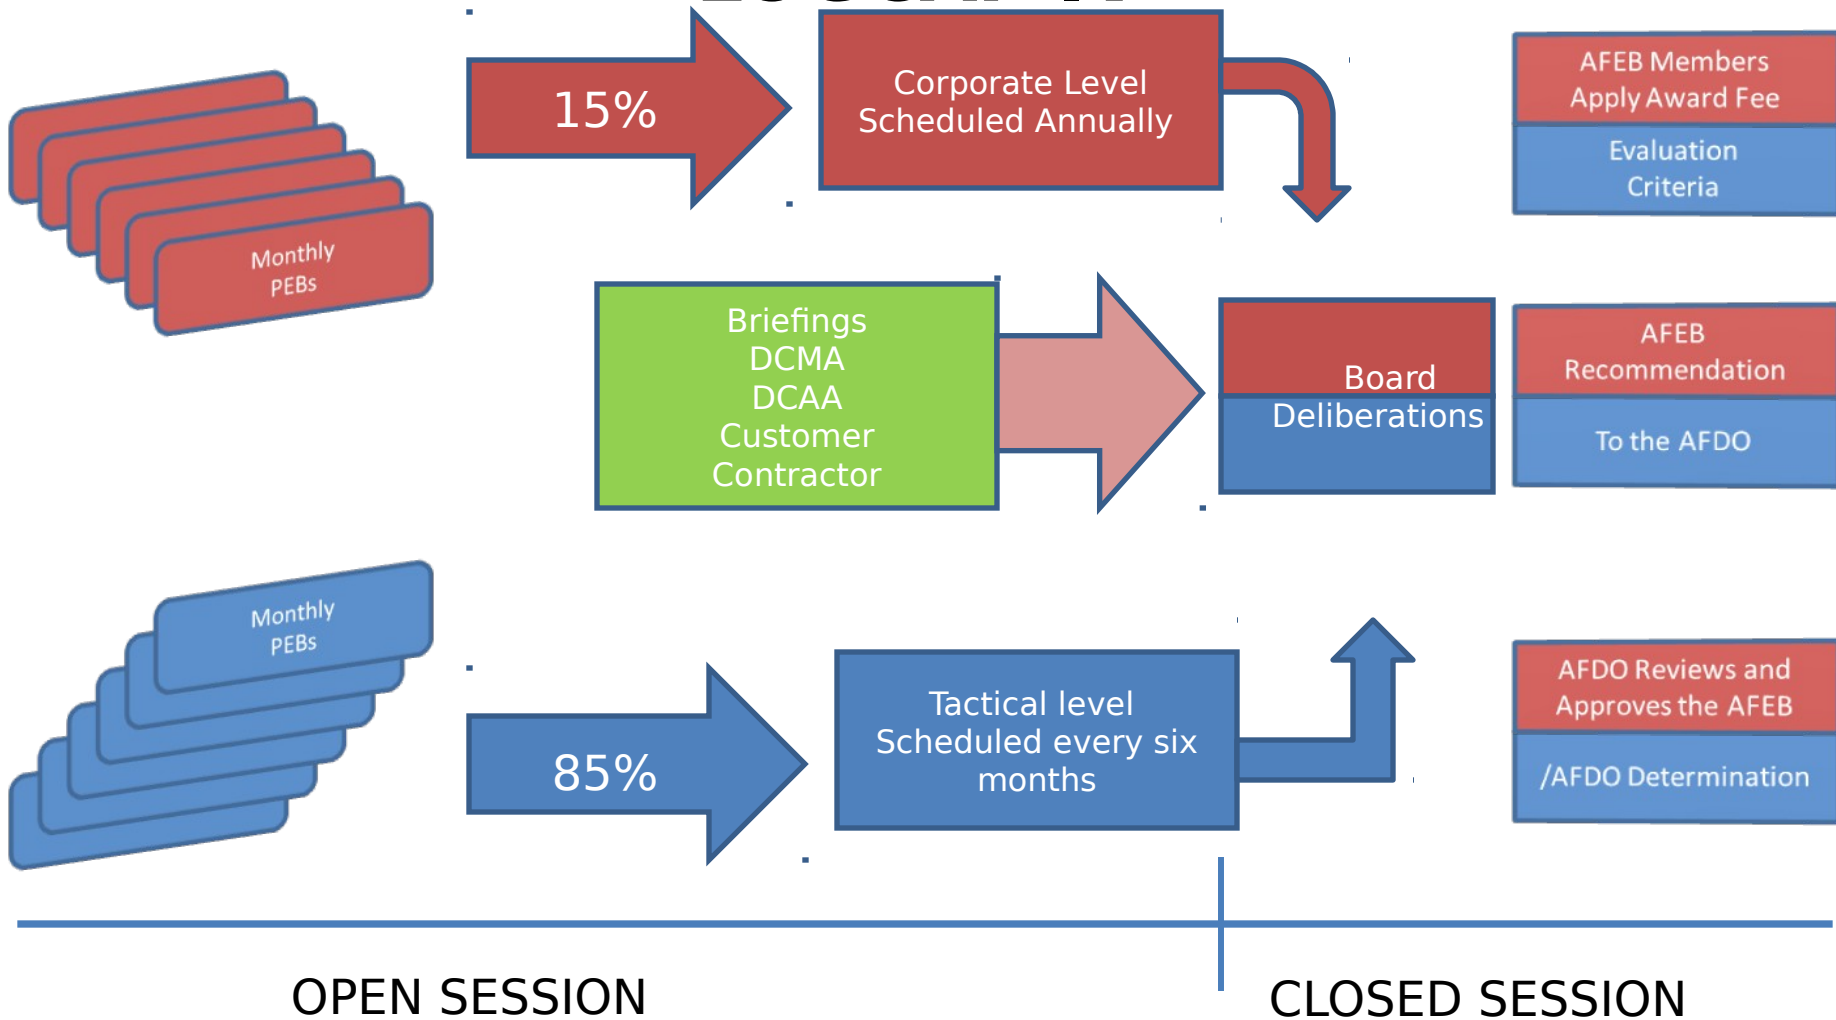 15%
Corporate Level
Scheduled Annually
AFEB Members
Apply Award Fee
Evaluation
Criteria
Monthly
PEBs
Briefings
DCMA
DCAA
Customer
Contractor
Board
Deliberations
AFEB
Recommendation
To the AFDO
Monthly
PEBs
85%
Tactical level
Scheduled every six
months
AFDO Reviews and
Approves the AFEB
/AFDO Determination
OPEN SESSION
CLOSED SESSION